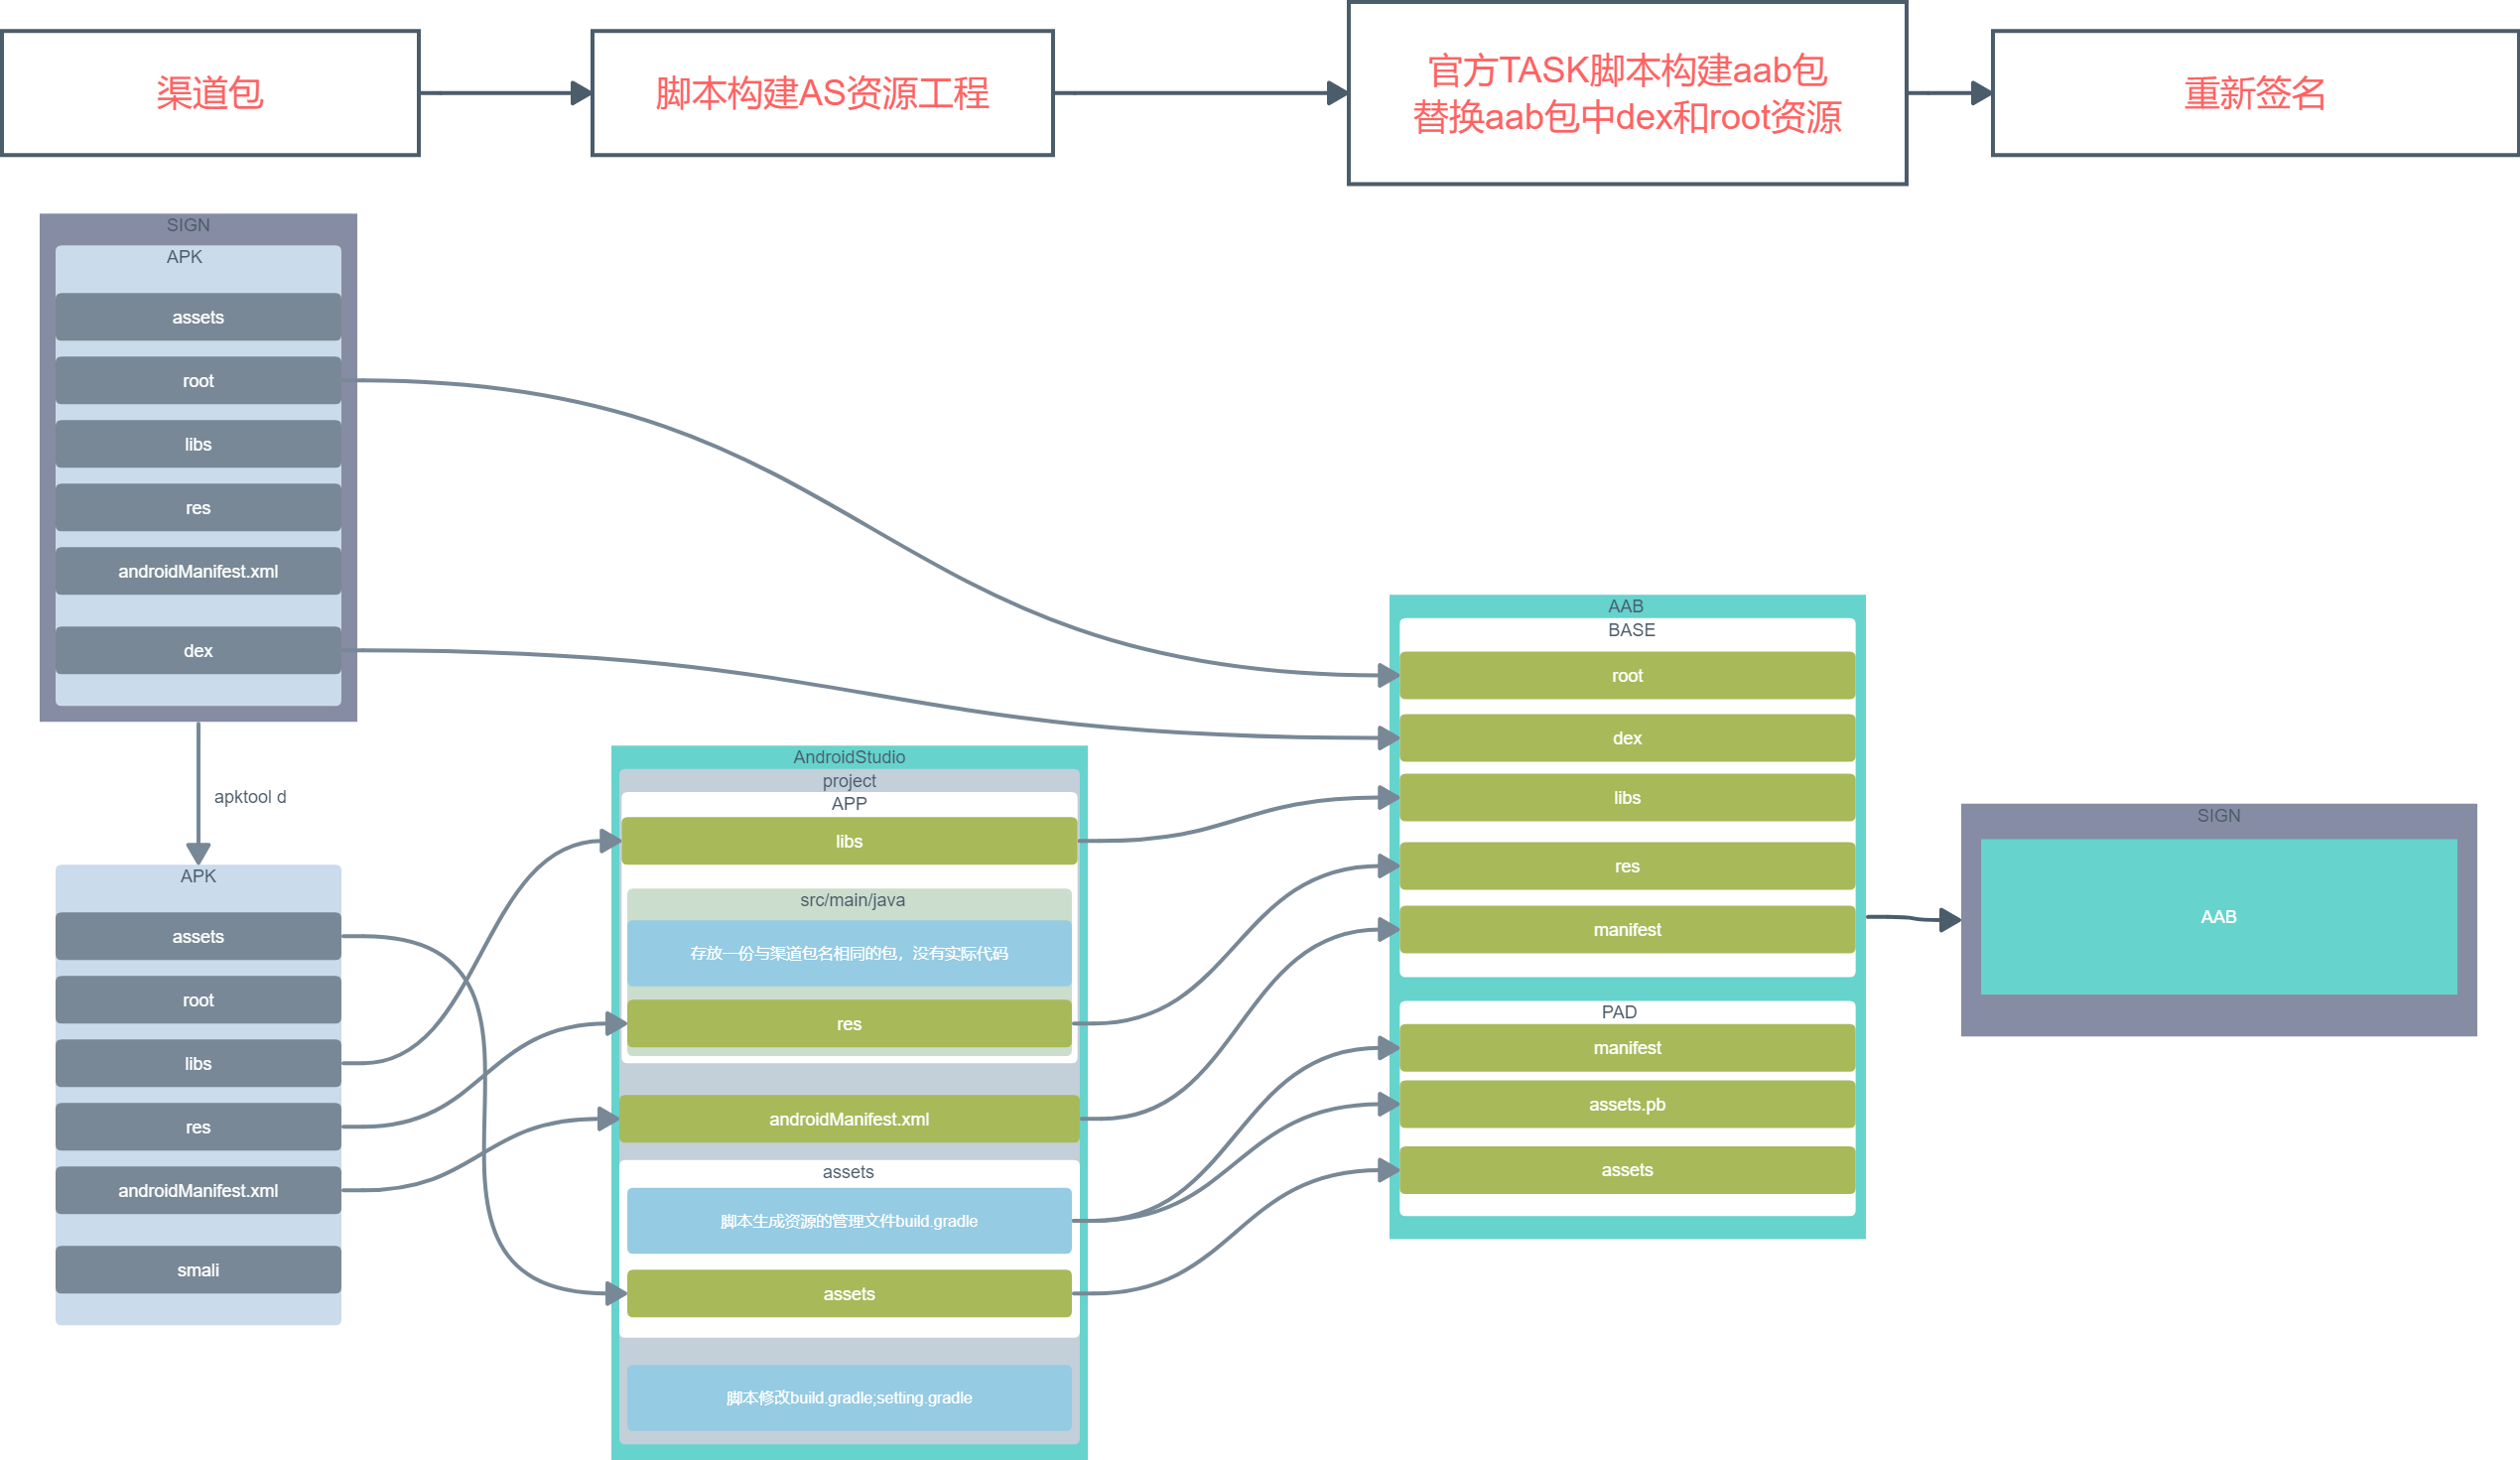 渠道包
脚本构建AS资源工程
官方TASK脚本构建aab包
替换aab包中dex和root资源
重新签名
SIGN
APK
assets
root
libs
res
androidManifest.xml
dex
apktool d
APK
assets
root
libs
res
androidManifest.xml
smali
AndroidStudio
project
APP
libs
src/main/java
存放一份与渠道包名相同的包，没有实际代码
res
androidManifest.xml
assets
脚本生成资源的管理文件build.gradle
assets
脚本修改build.gradle;setting.gradle
AAB
BASE
root
dex
libs
res
manifest
PAD
manifest
assets.pb
assets
SIGN
AAB